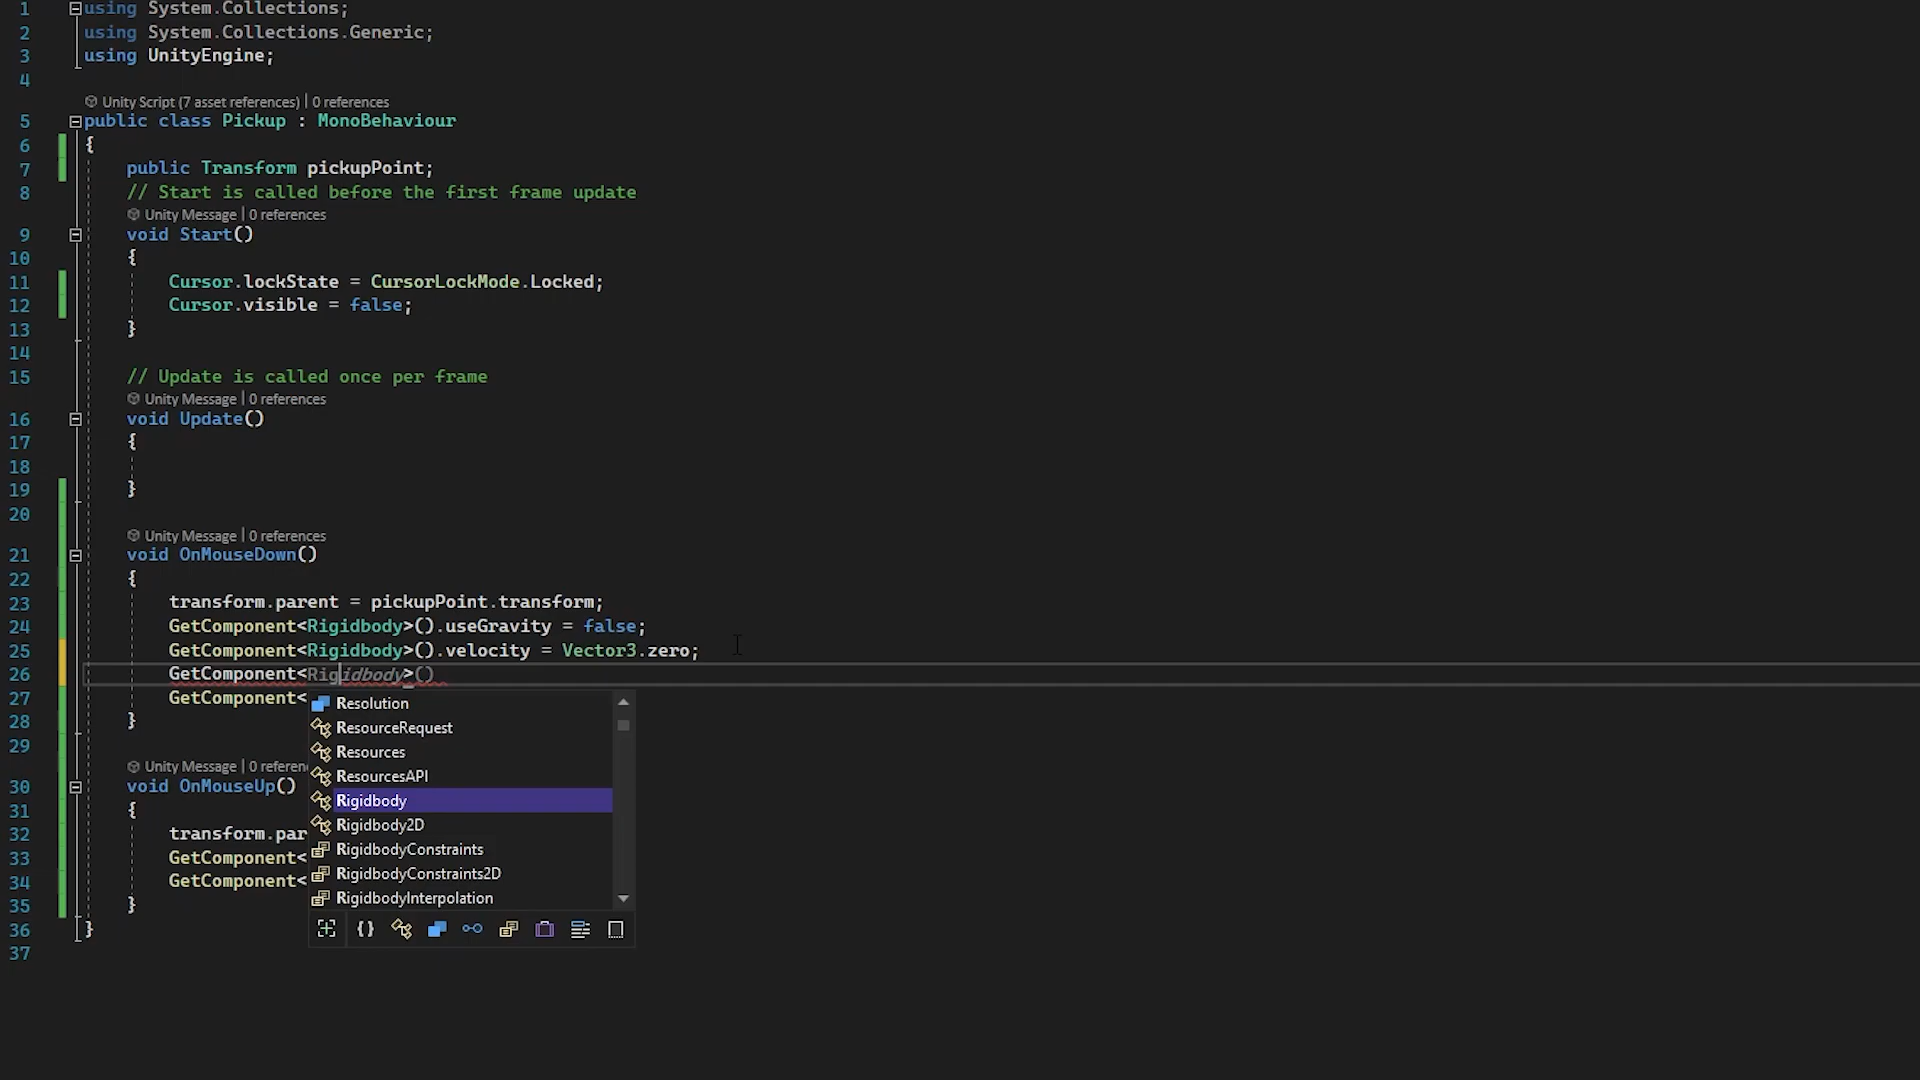 1 using System.Collections;
2 using System.Collections.Generic;
3 using UnityEngine;
4
Unity Script (7 asset references) | 0 references
5 public class Pickup : MonoBehaviour
6 {
7 public Transform pickupPoint;
8 // Start is called before the first frame update
Unity Message | 0 references
9 void Start()
10 {
11 Cursor.lockState = CursorLockMode.Locked;
12 Cursor.visible = false;
13 }
14
15 // Update is called once per frame
Unity Message | 0 references
16 void Update()
17 {
18
19 }
20
Unity Message | 0 references
21 void OnMouseDown()
22 {
23 transform.parent = pickupPoint.transform;
24 GetComponent<Rigidbody>().useGravity = false;
25 GetComponent<Rigidbody>().velocity = Vector3.zero;
26 GetComponent<Rigidbody>()
27 GetComponent<
28 }
29
Unity Message | 0 referen
30 void OnMouseUp()
31 {
32 transform.par
33 GetComponent<
34 GetComponent<
35 }
36 }
37
Resolution
ResourceRequest
Resources
ResourcesAPI
Rigidbody
Rigidbody2D
RigidbodyConstraints
RigidbodyConstraints2D
RigidbodyInterpolation